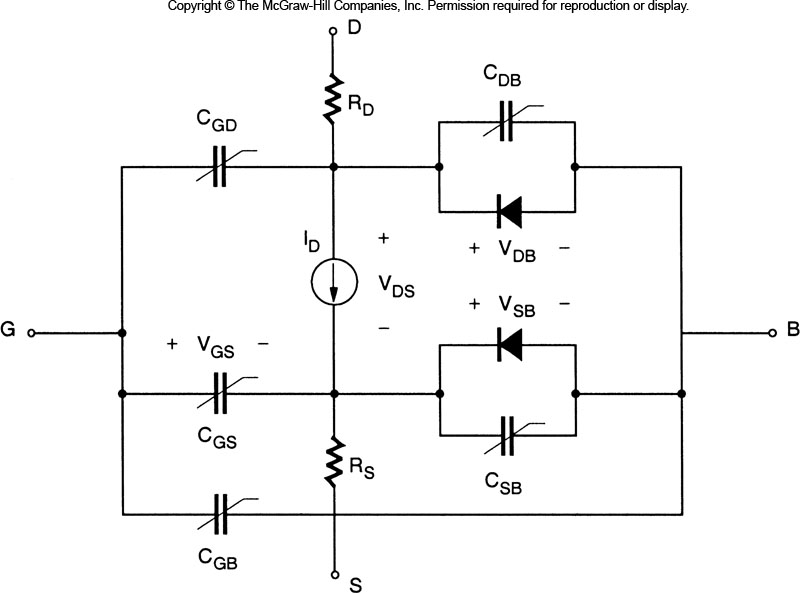 Copyright © The McGraw-Hill Companies, Inc. Permission required for reproduction or display.
D
C_DB
R_D
C_GD
I_D
+
+ V_DB −
V_DS
+ V_SB −
−
G
B
+ V_GS −
C_GS
R_S
C_SB
C_GB
S